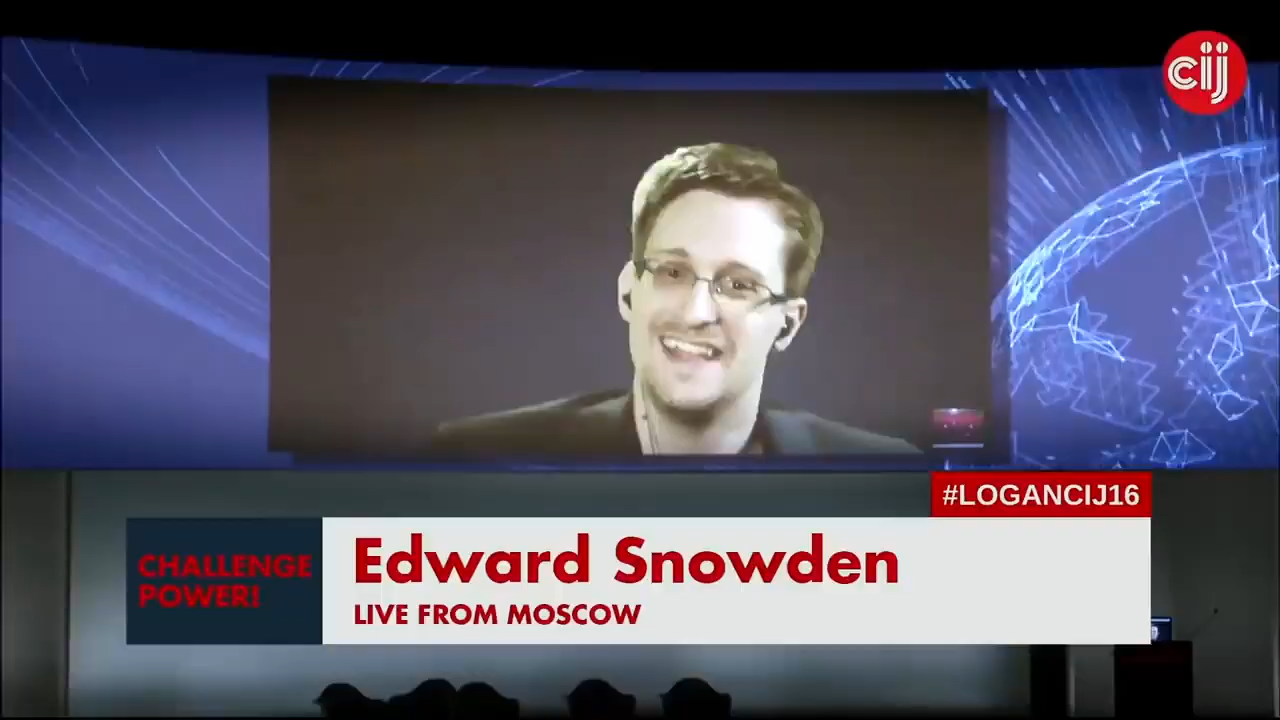 cij
#LOGANCIJ16
CHALLENGE
POWER!
Edward Snowden
LIVE FROM MOSCOW